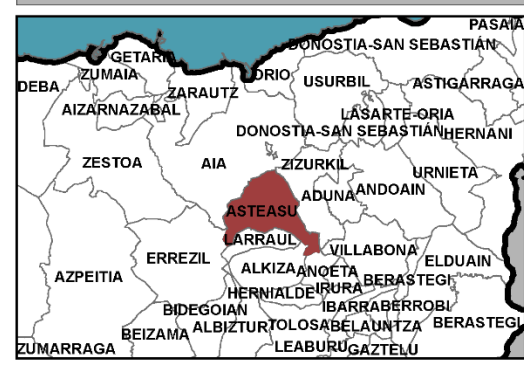 PASAIA
DONOSTIA-SAN SEBASTIÁN
GETARIA
ZUMAIA
ORIO
USURBIL
ASTIGARRAGA
DEBA
ZARAUTZ
AIZARNAZABAL
LASARTE-ORIA
DONOSTIA-SAN SEBASTIÁN
HERNANI
ZESTOA
AIA
ZIZURKIL
URNIETA
ADUNA
ANDOAIN
ASTEASU
LARRAUL
VILLABONA
ERREZIL
ELDUAIN
ALKIZA
ANOETA
AZPEITIA
BERASTEGI
HERNIALDE
IRURA
IBARRA
BERROBI
BIDEGOIAN
BEIZAMA
ALBIZTUR
TOLOSA
BELAUNTZA
BERASTEGI
ZUMARRAGA
LEABURU
GAZTELU